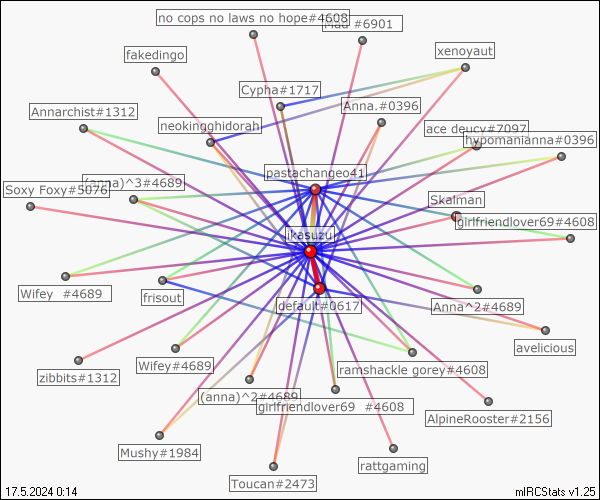 no cops no laws no hope#4608
Mad #6901
fakedingo
xenoyaut
Cypha#1717
Anna.#0396
Annarchist#1312
neokingghidorah
ace deucy#7097
hypomanianna#0396
pastachangeo41
(anna)^3#4689
Soxy Foxy#5076
Skalman
girlfriendlover69#4608
ikasuzu
Wifey #4689
frisout
default#0617
Anna^2#4689
avelicious
zibbits#1312
Wifey#4689
ramshackle gorey#4608
(anna)^2#4689
girlfriendlover69 #4608
AlpineRooster#2156
Mushy#1984
rattgaming
Toucan#2473
17.5.2024 0:14
mIRCStats v1.25